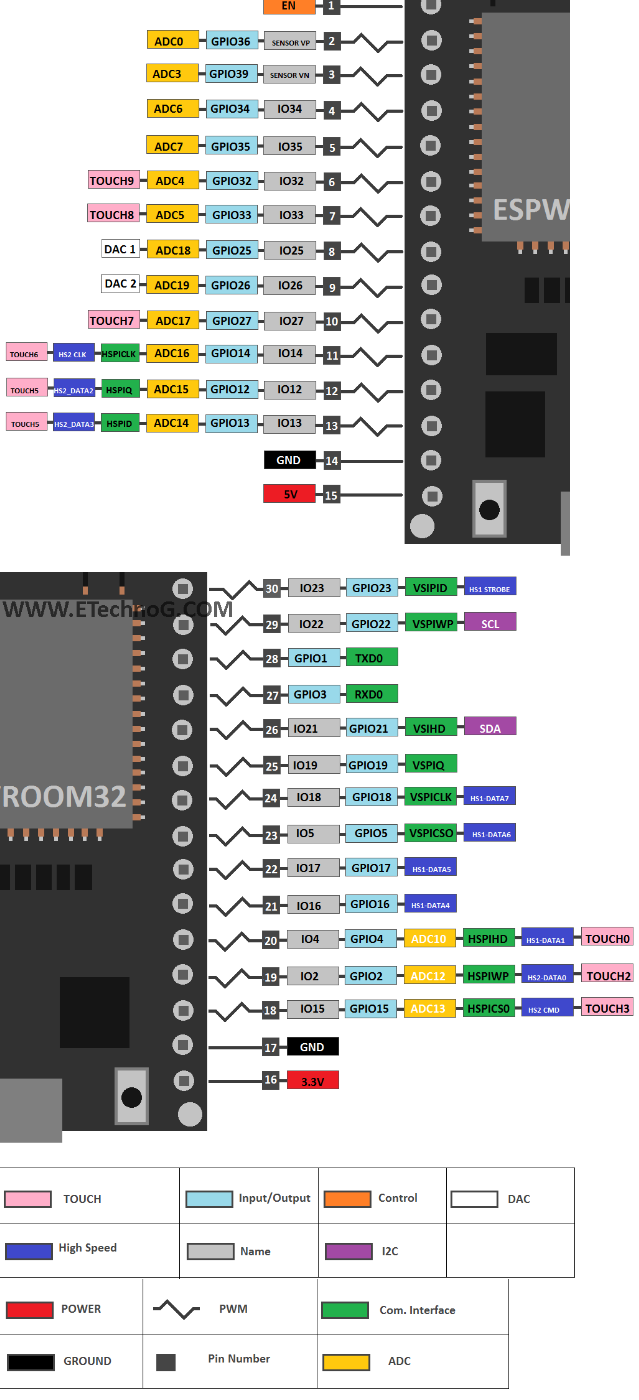 EN 1
ADC0 GPIO36 SENSOR VP 2
ADC3 GPIO39 SENSOR VN 3
ADC6 GPIO34 IO34 4
ADC7 GPIO35 IO35 5
TOUCH9 ADC4 GPIO32 IO32 6
TOUCH8 ADC5 GPIO33 IO33 7
ESPW
DAC 1 ADC18 GPIO25 IO25 8
DAC 2 ADC19 GPIO26 IO26 9
TOUCH7 ADC17 GPIO27 IO27 10
TOUCH6 HS2 CLK HSPICLK ADC16 GPIO14 IO14 11
TOUCH5 HS2_DATA2 HSPIQ ADC15 GPIO12 IO12 12
TOUCH5 HS2_DATA3 HSPID ADC14 GPIO13 IO13 13
GND 14
5V 15
30 IO23 GPIO23 VSIPID HS1 STROBE
WWW.ETechnoG.COM
29 IO22 GPIO22 VSPIWP SCL
28 GPIO1 TXD0
27 GPIO3 RXD0
26 IO21 GPIO21 VSIHD SDA
25 IO19 GPIO19 VSPIQ
ROOM32
24 IO18 GPIO18 VSPICLK HS1-DATA7
23 IO5 GPIO5 VSPICSO HS1-DATA6
22 IO17 GPIO17 HS1-DATA5
21 IO16 GPIO16 HS1-DATA4
20 IO4 GPIO4 ADC10 HSPIHD HS1-DATA1 TOUCH0
19 IO2 GPIO2 ADC12 HSPIWP HS2-DATA0 TOUCH2
18 IO15 GPIO15 ADC13 HSPICS0 HS2 CMD TOUCH3
17 GND
16 3.3V
TOUCH Input/Output Control DAC
High Speed Name I2C
POWER PWM Com. Interface
GROUND Pin Number ADC